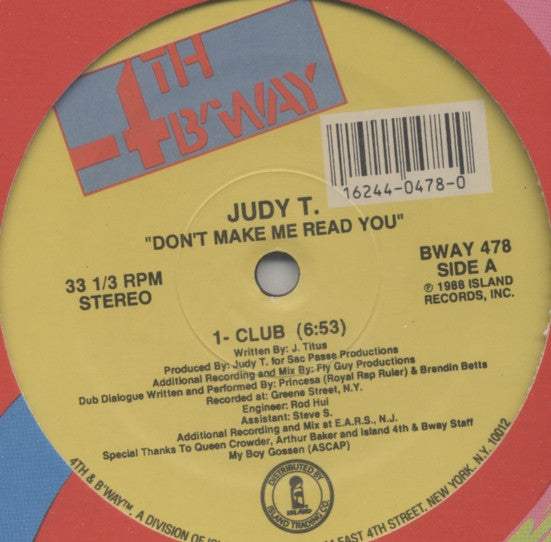 4TH
B'WAY
16244-0478-0
JUDY T.
"DON'T MAKE ME READ YOU"
33 1/3 RPM
STEREO
BWAY 478
SIDE A
℗ 1988 ISLAND
RECORDS, INC.
1- CLUB (6:53)
Written By: J. Titus
Produced By: Judy T. for Sac Passe Productions
Additional Recording and Mix By: Fly Guy Productions
Dub Dialogue Written and Performed By: Princesa (Royal Rap Ruler) & Brendin Betts
Recorded at: Greene Street, N.Y.
Engineer: Rod Hui
Assistant: Steve S.
Additional Recording and Mix at E.A.R.S., N.J.
Special Thanks To Queen Crowder, Arthur Baker and Island 4th & Bway Staff
My Boy Gossen (ASCAP)
4TH & B'WAY™. A DIVISION OF EAST 4TH STREET, NEW YORK, N.Y. 10012
DISTRIBUTED BY
ISLAND
ISLAND TRADING CO.